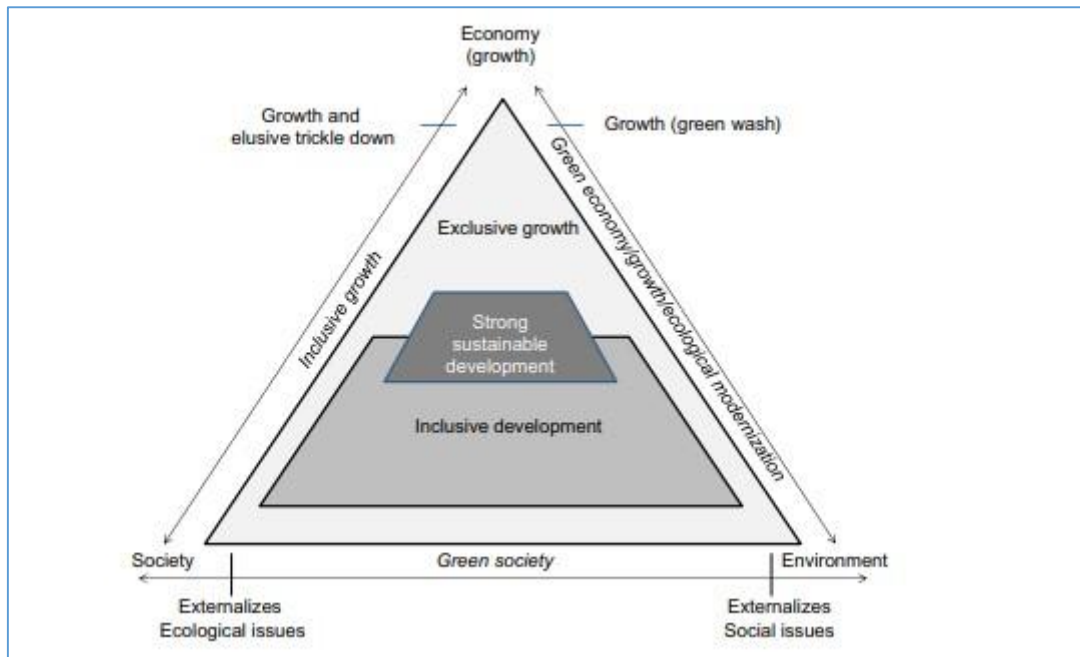 Economy
(growth)
Growth and
elusive trickle down
Growth (green wash)
Inclusive growth
Green economy/growth/ecological modernization
Exclusive growth
Strong
sustainable
development
Inclusive development
Society
Green society
Environment
Externalizes
Ecological issues
Externalizes
Social issues